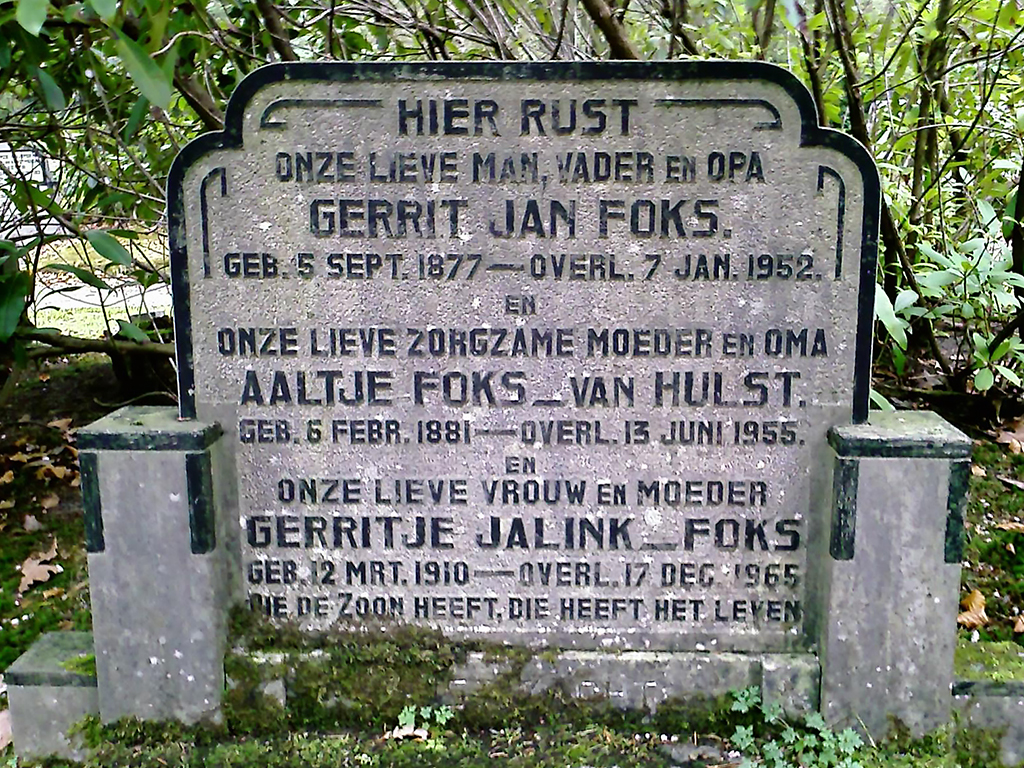 HIER RUST
ONZE LIEVE MAN, VADER EN OPA
GERRIT JAN FOKS.
GEB. 5 SEPT. 1877 — OVERL. 7 JAN. 1952.
EN
ONZE LIEVE ZORGZAME MOEDER EN OMA
AALTJE FOKS _ VAN HULST.
GEB. 6 FEBR. 1881 — OVERL. 13 JUNI 1955.
EN
ONZE LIEVE VROUW EN MOEDER
GERRITJE JALINK _ FOKS
GEB. 12 MRT. 1910 — OVERL. 17 DEC. 1965
DIE DE ZOON HEEFT, DIE HEEFT HET LEVEN